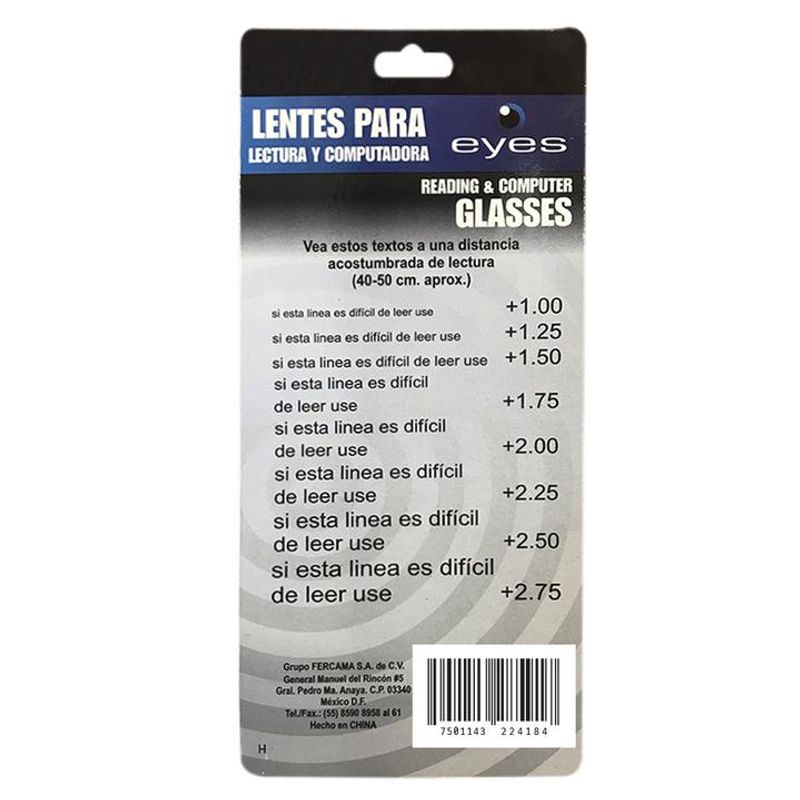 LENTES PARA
LECTURA Y COMPUTADORA
eyes
READING & COMPUTER
GLASSES
Vea estos textos a una distancia
acostumbrada de lectura
(40-50 cm. aprox.)
si esta linea es difícil de leer use +1.00
si esta linea es difícil de leer use +1.25
si esta linea es difícil de leer use +1.50
si esta linea es difícil
de leer use +1.75
si esta linea es difícil
de leer use +2.00
si esta linea es difícil
de leer use +2.25
si esta linea es difícil
de leer use +2.50
si esta linea es difícil
de leer use +2.75
Grupo FERCAMA S.A. de C.V.
General Manuel del Rincón #5
Gral. Pedro Ma. Anaya. C.P. 03340
México D.F.
Tel./Fax.: (55) 8590 8958 al 61
Hecho en CHINA
H
7501143 224184